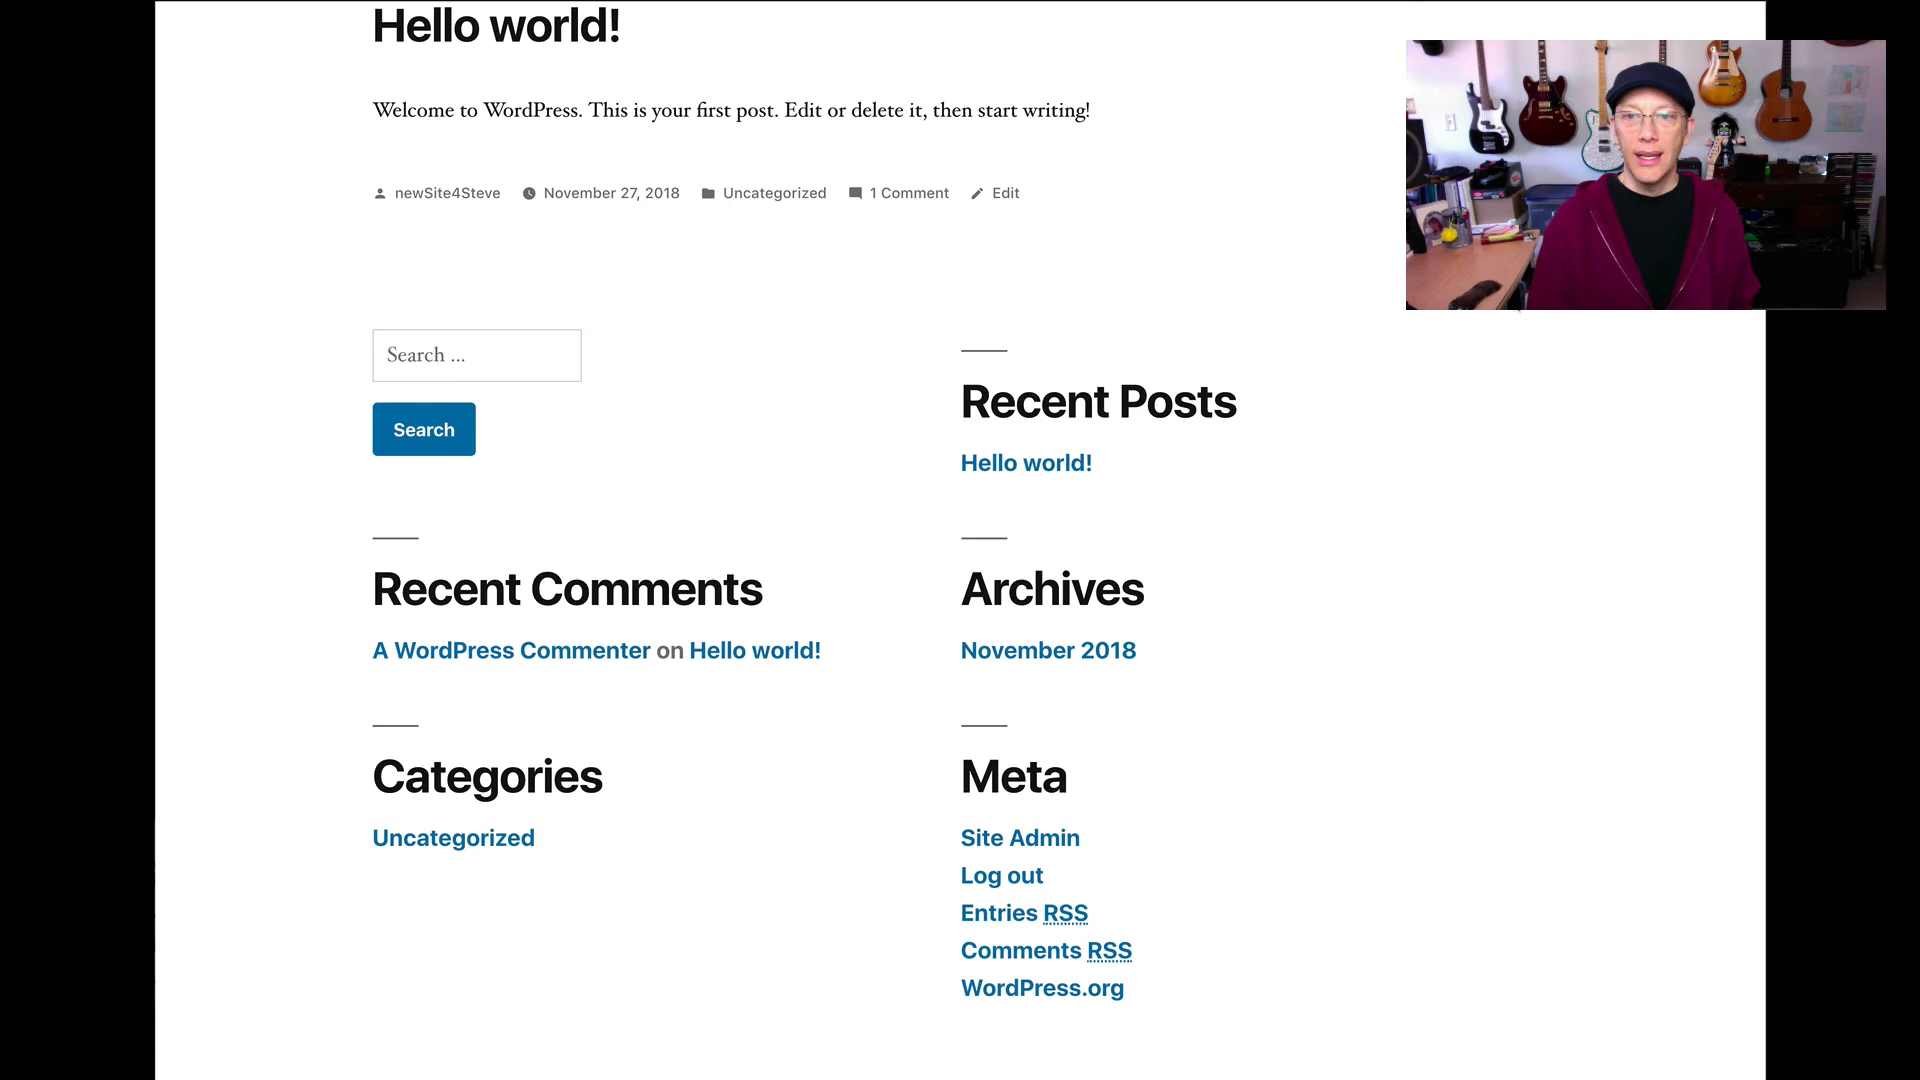 Hello world!
Welcome to WordPress. This is your first post. Edit or delete it, then start writing!
newSite4Steve November 27, 2018 Uncategorized 1 Comment Edit
Search ...
Search
Recent Posts
Hello world!
Recent Comments
A WordPress Commenter on Hello world!
Archives
November 2018
Categories
Uncategorized
Meta
Site Admin
Log out
Entries RSS
Comments RSS
WordPress.org